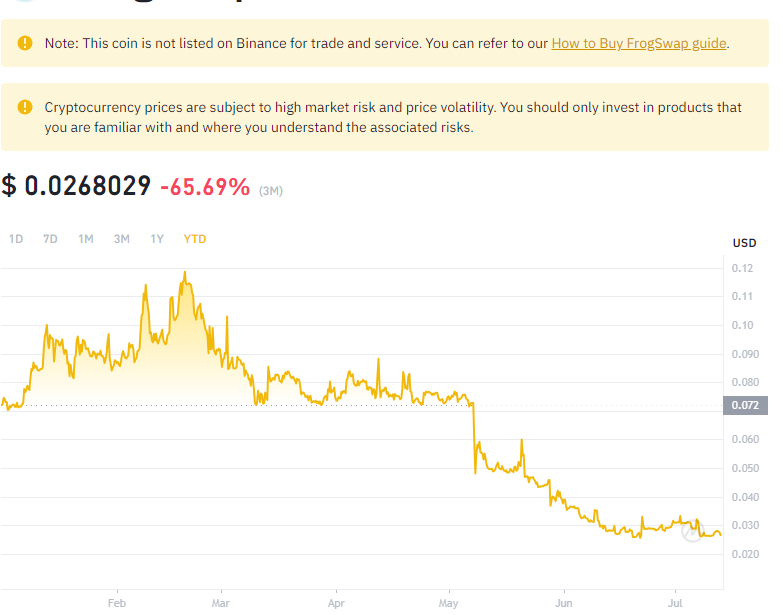 Note: This coin is not listed on Binance for trade and service. You can refer to our How to Buy FrogSwap guide.
Cryptocurrency prices are subject to high market risk and price volatility. You should only invest in products that
you are familiar with and where you understand the associated risks.
$ 0.0268029 -65.69% (3M)
1D 7D 1M 3M 1Y YTD
USD
0.12
0.11
0.10
0.090
0.080
0.072
0.060
0.050
0.040
0.030
0.020
Feb Mar Apr May Jun Jul